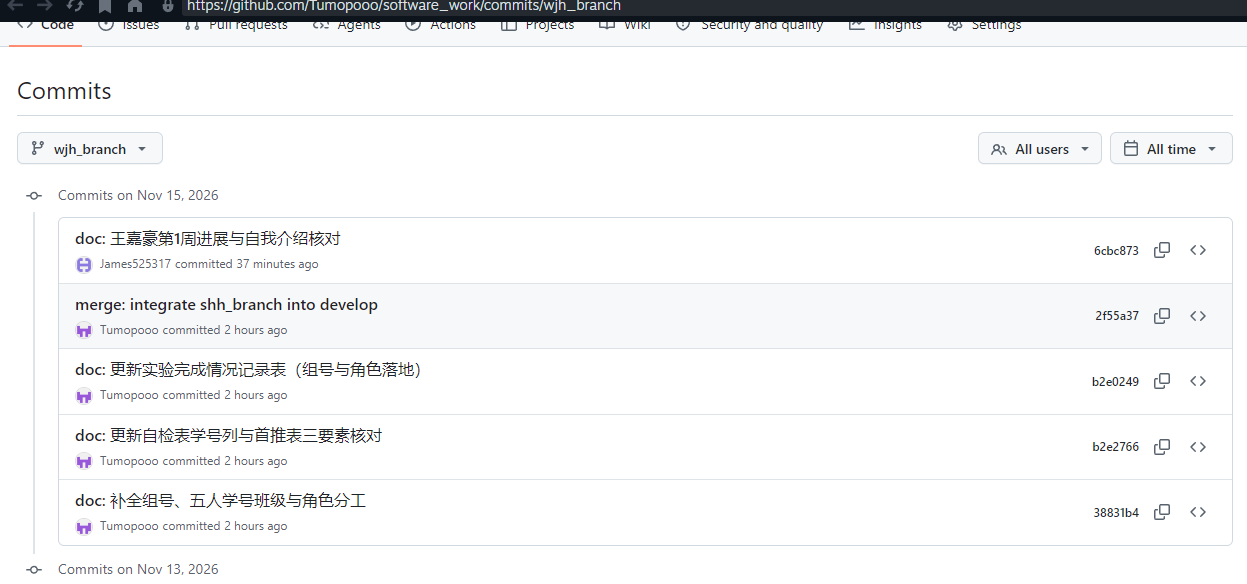 https://github.com/Tumopooo/software_work/commits/wjh_branch
Code Issues Pull requests Agents Actions Projects Wiki Security and quality Insights Settings
Commits
wjh_branch All users All time
Commits on Nov 15, 2026
doc: 王嘉豪第1周进展与自我介绍核对
James525317 committed 37 minutes ago
6cbc873
merge: integrate shh_branch into develop
Tumopooo committed 2 hours ago
2f55a37
doc: 更新实验完成情况记录表（组号与角色落地）
Tumopooo committed 2 hours ago
b2e0249
doc: 更新自检表学号列与首推表三要素核对
Tumopooo committed 2 hours ago
b2e2766
doc: 补全组号、五人学号班级与角色分工
Tumopooo committed 2 hours ago
38831b4
Commits on Nov 13, 2026